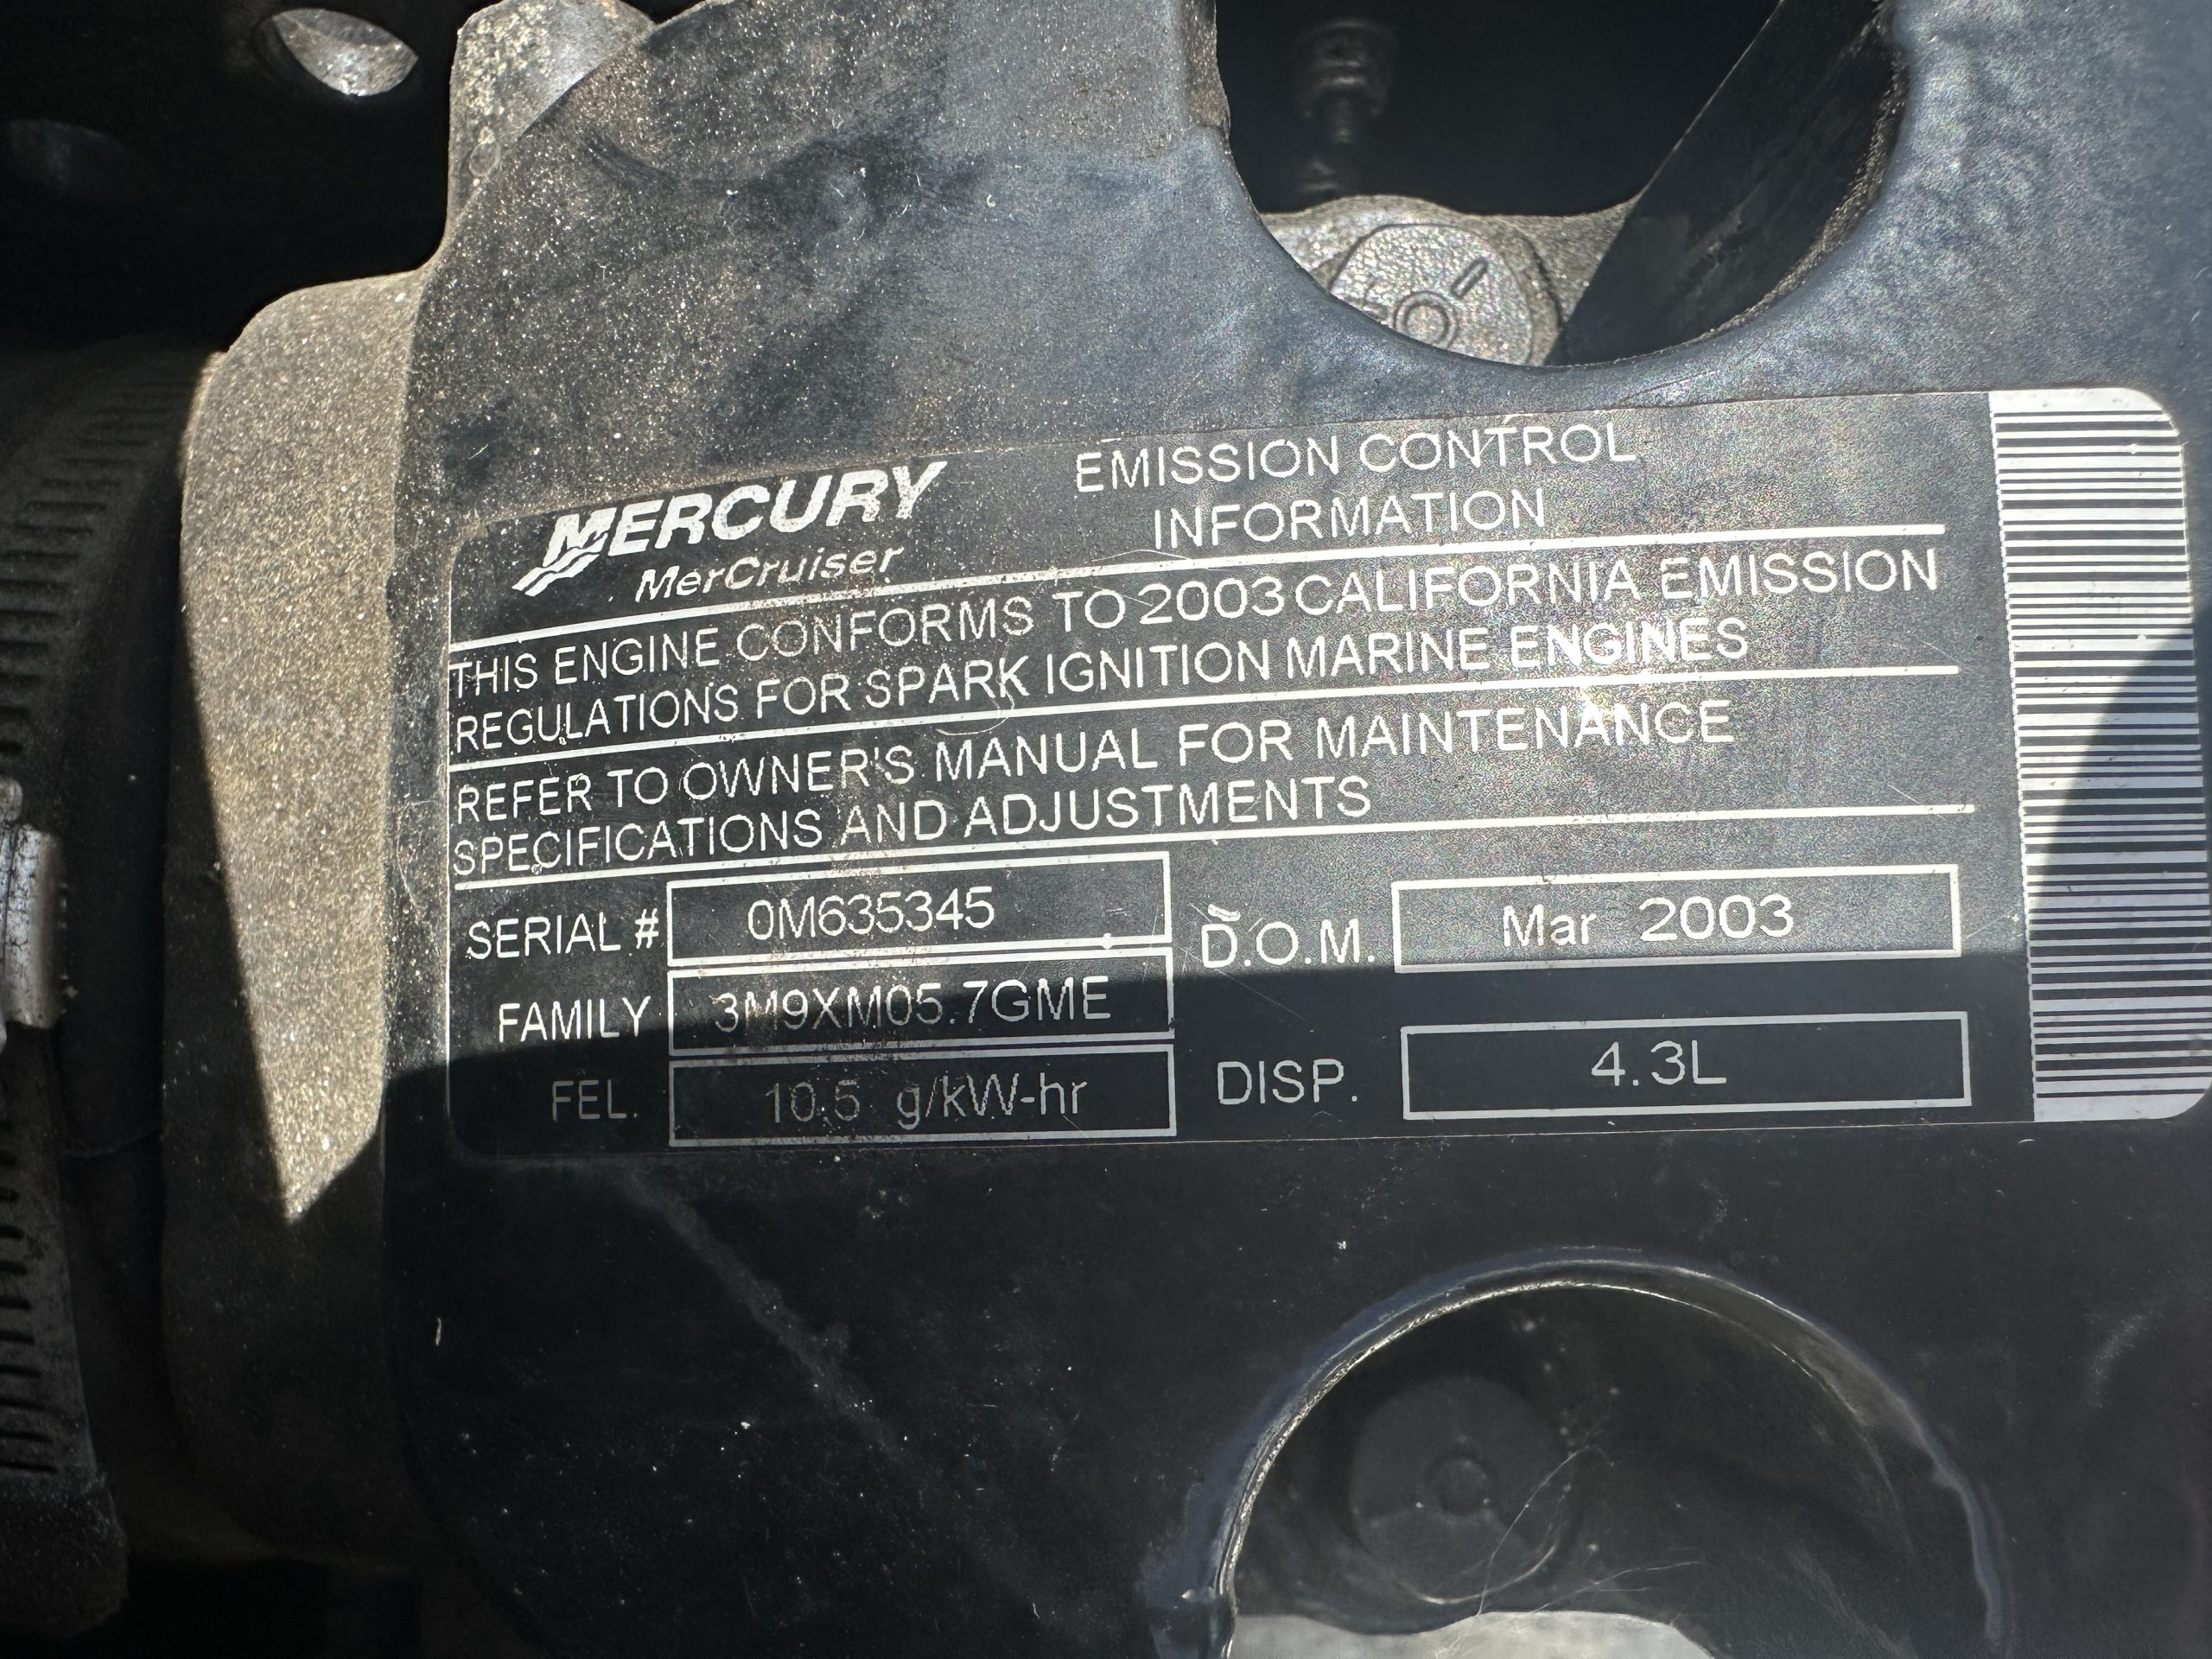 MERCURY
MerCruiser
EMISSION CONTROL
INFORMATION
THIS ENGINE CONFORMS TO 2003 CALIFORNIA EMISSION
REGULATIONS FOR SPARK IGNITION MARINE ENGINES
REFER TO OWNER'S MANUAL FOR MAINTENANCE
SPECIFICATIONS AND ADJUSTMENTS
SERIAL # 0M635345 D.O.M. Mar 2003
FAMILY 3M9XM05.7GME
FEL. 10.5 g/kW-hr DISP. 4.3L